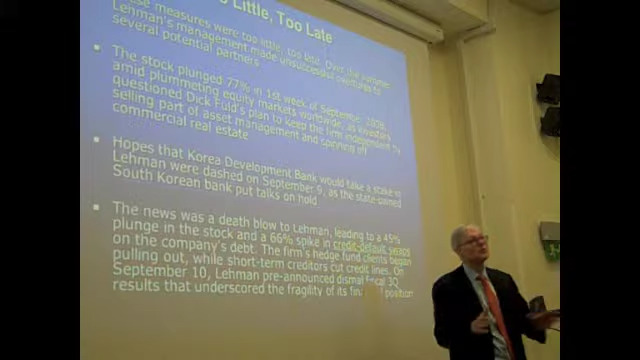 Little, Too Late
These measures were too little, too late. Over the summer,
Lehman's management made unsuccessful overtures to
several potential partners
The stock plunged 77% in 1st week of September, 2008,
amid plummeting equity markets worldwide, as investors
questioned Dick Fuld's plan to keep the firm independent by
selling part of asset management and spinning off
commercial real estate
Hopes that Korea Development Bank would take a stake in
Lehman were dashed on September 9, as the state-owned
South Korean bank put talks on hold
The news was a death blow to Lehman, leading to a 45%
plunge in the stock and a 66% spike in credit-default swaps
on the company's debt. The firm's hedge fund clients began
pulling out, while short-term creditors cut credit lines. On
September 10, Lehman pre-announced dismal fiscal 3Q
results that underscored the fragility of its financial position